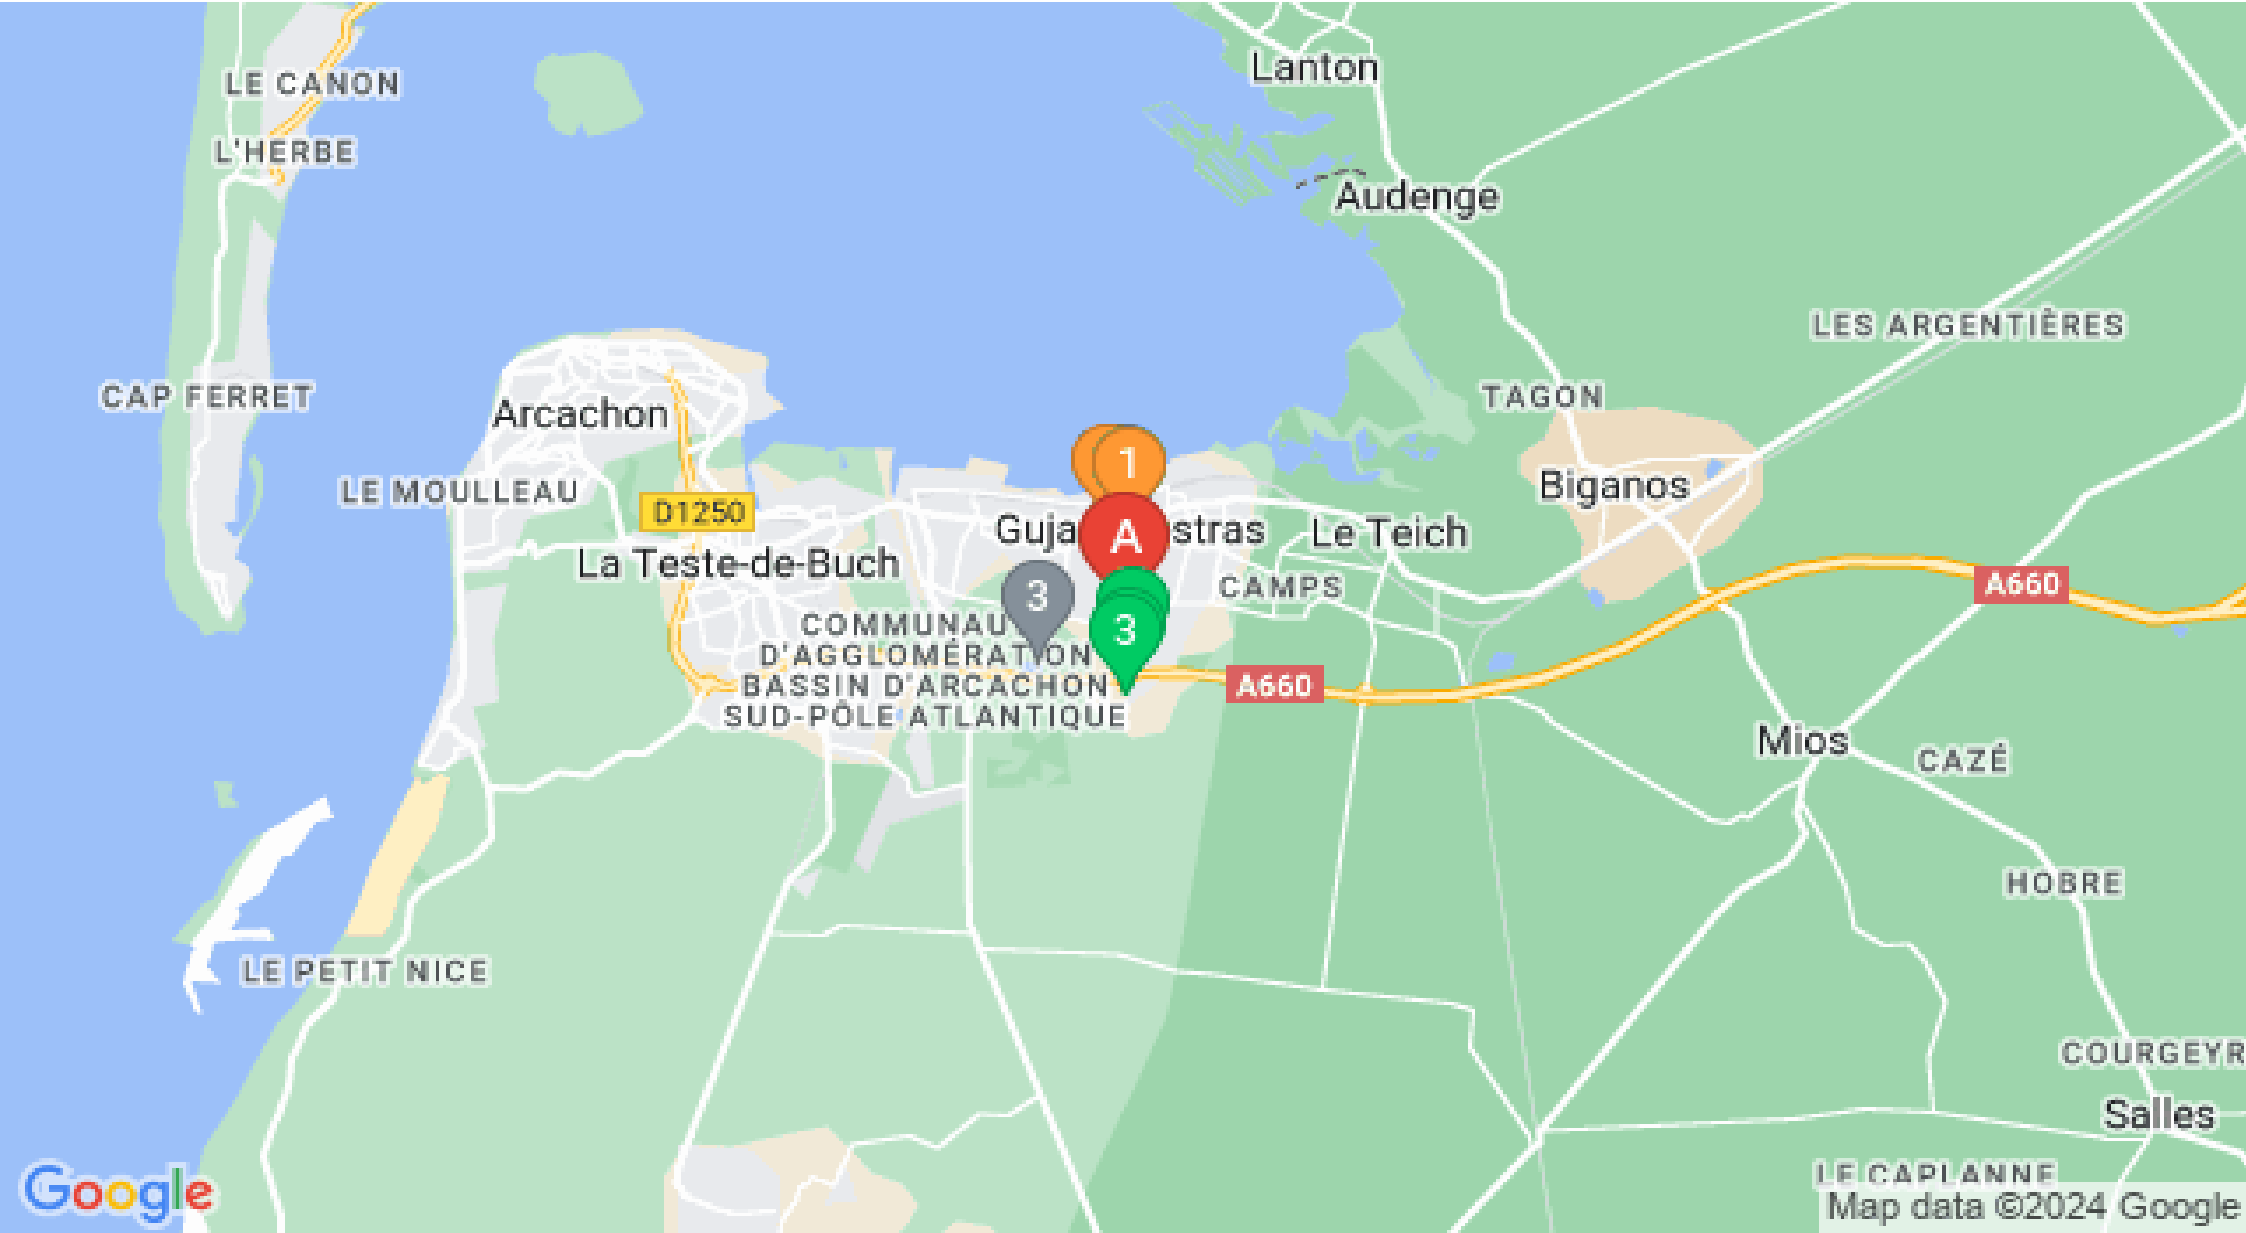 Lanton
LE CANON
L'HERBE
Audenge
LES ARGENTIÈRES
CAP FERRET
TAGON
Arcachon
1
Biganos
LE MOULLEAU
D1250
Guja
A
stras
Le Teich
La Teste-de-Buch
A660
CAMPS
3
COMMUNAU
3
D'AGGLOMÉRATION
BASSIN D'ARCACHON
A660
SUD-PÔLE ATLANTIQUE
Mios
CAZÉ
HOBRE
LE PETIT NICE
COURGEYR
Salles
LE CAPLANNE
Google
Map data ©2024 Google